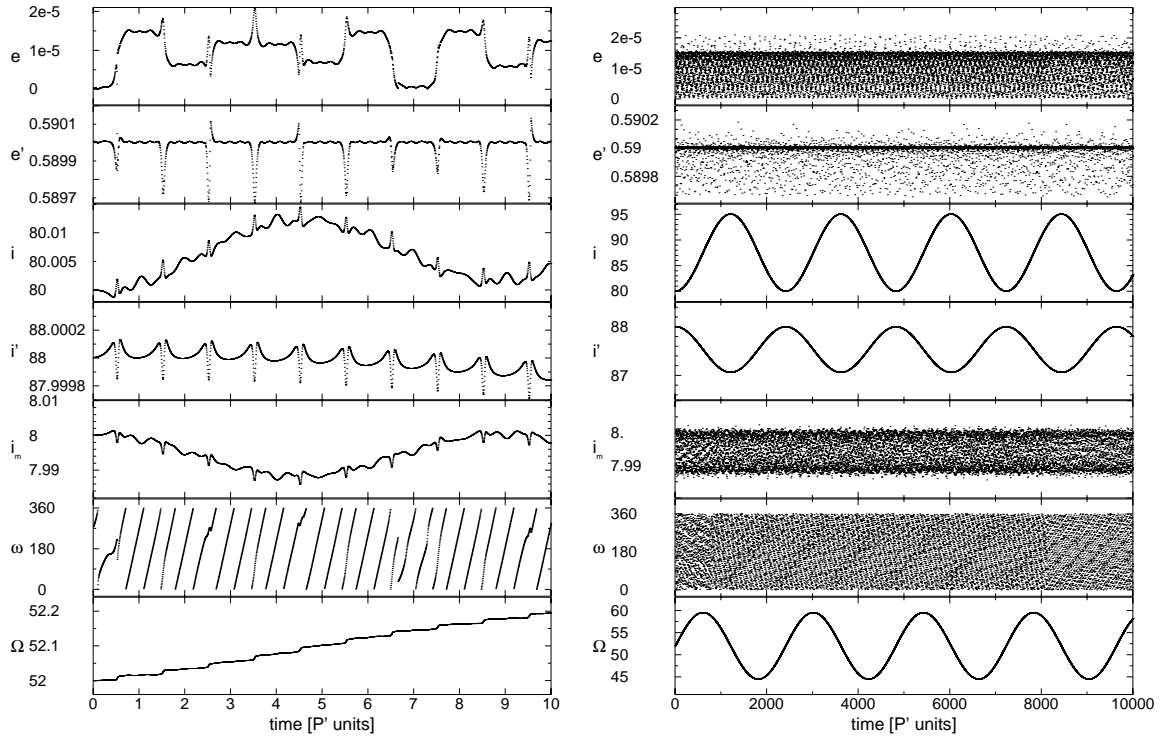 2e-5
1e-5
0
e
0.5901
0.5899
0.5897
e'
80.01
80.005
80
i
88.0002
88
87.9998
i'
8.01
8
7.99
i_m
360
180
0
ω
52.2
52.1
52
Ω
0 1 2 3 4 5 6 7 8 9 10
time [P' units]
2e-5
1e-5
0
e
0.5902
0.59
0.5898
e'
95
90
85
80
i
88
87
i'
8.
7.99
i_m
360
180
0
ω
60
55
50
45
Ω
0 2000 4000 6000 8000 10000
time [P' units]